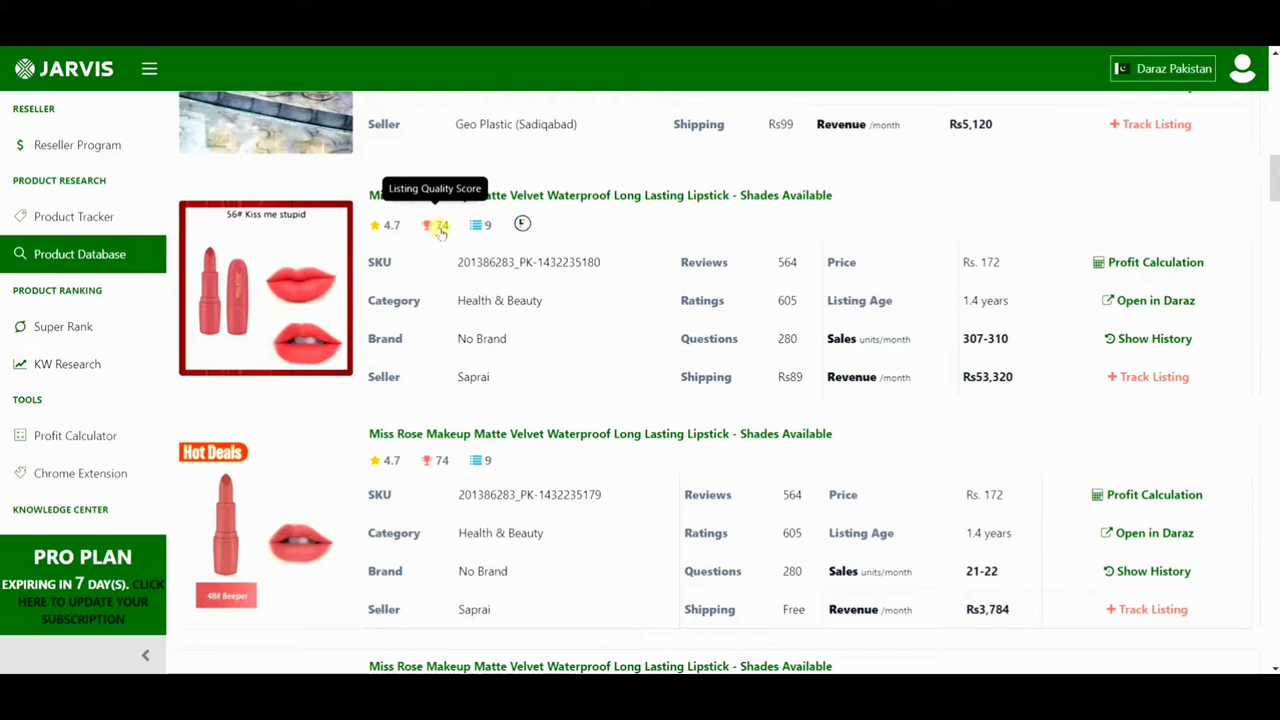 JARVIS
Daraz Pakistan
RESELLER
Reseller Program
PRODUCT RESEARCH
Product Tracker
Product Database
PRODUCT RANKING
Super Rank
KW Research
TOOLS
Profit Calculator
Chrome Extension
KNOWLEDGE CENTER
PRO PLAN
EXPIRING IN 7 DAY(S). CLICK
HERE TO UPDATE YOUR
SUBSCRIPTION
Seller Geo Plastic (Sadiqabad) Shipping Rs99 Revenue /month Rs5,120 + Track Listing
Listing Quality Score
Matte Velvet Waterproof Long Lasting Lipstick - Shades Available
4.7 74 9
56# Kiss me stupid
SKU 201386283_PK-1432235180 Reviews 564 Price Rs. 172 Profit Calculation
Category Health & Beauty Ratings 605 Listing Age 1.4 years Open in Daraz
Brand No Brand Questions 280 Sales units/month 307-310 Show History
Seller Saprai Shipping Rs89 Revenue /month Rs53,320 + Track Listing
Miss Rose Makeup Matte Velvet Waterproof Long Lasting Lipstick - Shades Available
Hot Deals
4.7 74 9
48# Beeper
SKU 201386283_PK-1432235179 Reviews 564 Price Rs. 172 Profit Calculation
Category Health & Beauty Ratings 605 Listing Age 1.4 years Open in Daraz
Brand No Brand Questions 280 Sales units/month 21-22 Show History
Seller Saprai Shipping Free Revenue /month Rs3,784 + Track Listing
Miss Rose Makeup Matte Velvet Waterproof Long Lasting Lipstick - Shades Available